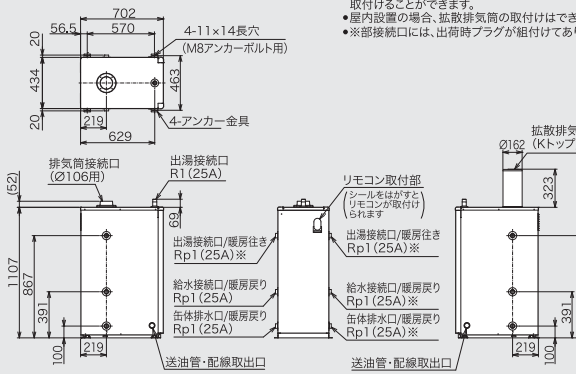 取付けることができます。
●屋内設置の場合、拡散排気筒の取付けはでき
●※部接続口には、出荷時プラグが組付けてあり
702
56.5
570
20
434
20
463
219
629
4-11×14長穴
(M8アンカーボルト用)
4-アンカー金具
排気筒接続口
(Ø106用)
出湯接続口
R1(25A)
(52)
69
1107
867
391
100
219
送油管・配線取出口
出湯接続口/暖房往き
Rp1(25A)※
給水接続口/暖房戻り
Rp1(25A)
缶体排水口/暖房戻り
Rp1(25A)
リモコン取付部
(シールをはがすと
リモコンが取付け
られます)
出湯接続口/暖房往き
Rp1(25A)※
給水接続口/暖房戻り
Rp1(25A)※
缶体排水口/暖房戻り
Rp1(25A)※
送油管・配線取出口
拡散排気
(Kトップ
Ø162
323
391
100
219